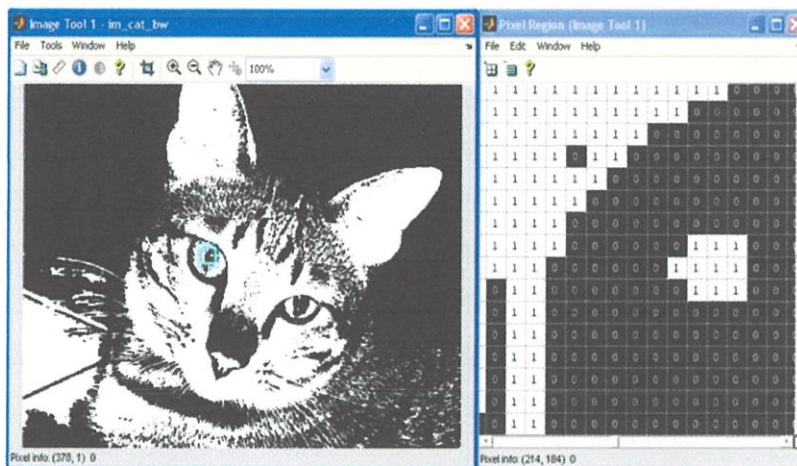 Image Tool 1 - im_cat_bw
File Tools Window Help
100%
Pixel info: (378, 1) 0
Pixel Region (Image Tool 1)
File Edit Window Help
1 1 1 1 1 1 1 1 1 1 1 1 0 0 0
1 1 1 1 1 1 1 1 1 1 0 0 0 0 0
1 1 1 1 1 1 1 1 0 0 0 0 0 0 0
1 1 1 1 0 1 1 0 0 0 0 0 0 0 0
1 1 1 1 1 1 0 0 0 0 0 0 0 0 0
1 1 1 1 1 0 0 0 0 0 0 0 0 0 0
1 1 1 1 0 0 0 0 0 0 0 0 0 0 0
1 1 1 1 0 0 0 0 0 0 1 1 1 0 0
1 1 1 0 0 0 0 0 0 1 1 1 1 0 0
0 1 1 0 0 0 0 0 0 0 1 1 1 0 0
0 1 1 0 0 0 0 0 0 0 0 0 0 0 0
0 1 1 0 0 0 0 0 0 0 0 0 0 0 0
0 1 1 0 0 0 0 0 0 0 0 0 0 0 0
0 1 1 0 0 0 0 0 0 0 0 0 0 0 0
0 1 1 0 0 0 0 0 0 0 0 0 0 0 0
0 1 1 0 0 0 0 0 0 0 0 0 0 0 0
Pixel info: (214, 184) 0